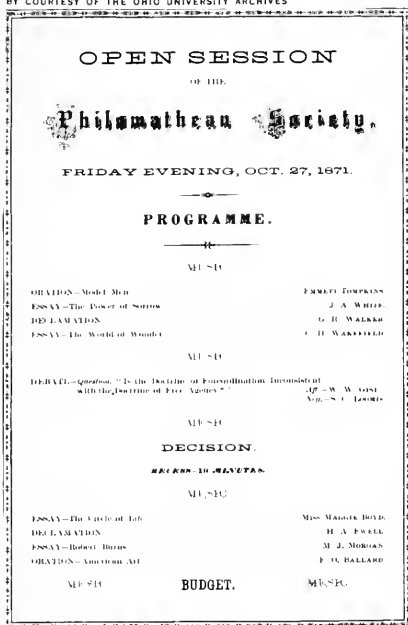 BY COURTESY OF THE OHIO UNIVERSITY ARCHIVES
OPEN SESSION
OF THE
Philomathean Society.
FRIDAY EVENING, OCT. 27, 1871.
PROGRAMME.
MUSIC
ORATION—Model Men EMMETT TOMPKINS
ESSAY—The Power of Sorrow J. A. WHITE.
DECLAMATION G. R. WALKER
ESSAY—The World of Wonder C. H. WAKEFIELD
MUSIC
DEBATE—Question, "Is the Doctrine of Foreordination Inconsistent
with the Doctrine of Free Agency?" Aff.—W. W. GIST
Neg.—S. C. LOOMIS
MUSIC
DECISION.
RECESS—10 MINUTES.
MUSIC
ESSAY—The Circle of Life MISS MAGGIE BOYD.
DECLAMATION H. A. EWELL
ESSAY—Robert Burns M. J. MORGAN
ORATION—American Art F. O. BALLARD
MUSIC BUDGET. MUSIC